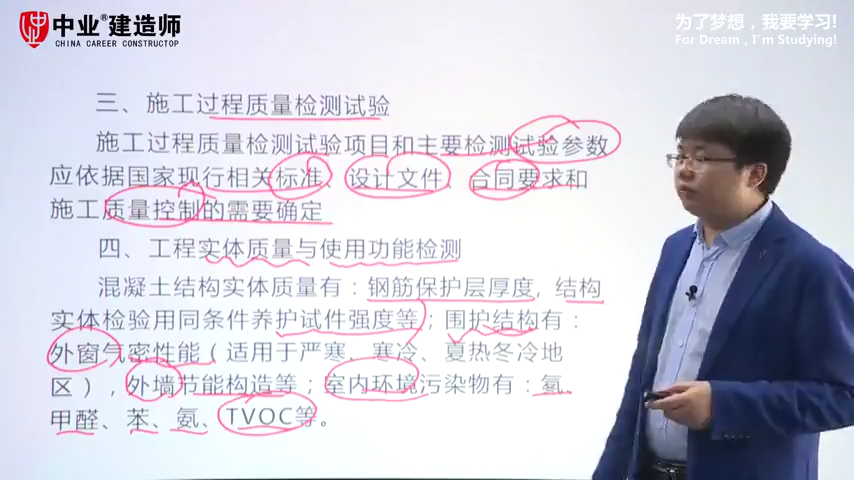 中业®建造师
CHINA CAREER CONSTRUCTOP
为了梦想，我要学习!
For Dream , I'm Studying!
三、施工过程质量检测试验
施工过程质量检测试验项目和主要检测试验参数
应依据国家现行相关标准、设计文件、合同要求和
施工质量控制的需要确定
四、工程实体质量与使用功能检测
混凝土结构实体质量有：钢筋保护层厚度, 结构
实体检验用同条件养护试件强度等；围护结构有：
外窗气密性能（适用于严寒、寒冷、夏热冬冷地
区），外墙节能构造等；室内环境污染物有：氡、
甲醛、苯、氨、TVOC等。